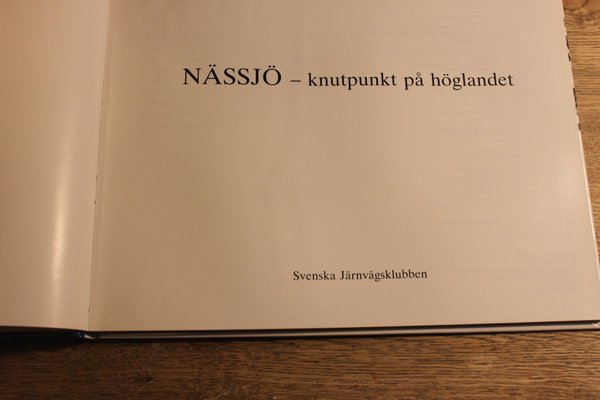 NÄSSJÖ – knutpunkt på höglandet
Svenska Järnvägsklubben